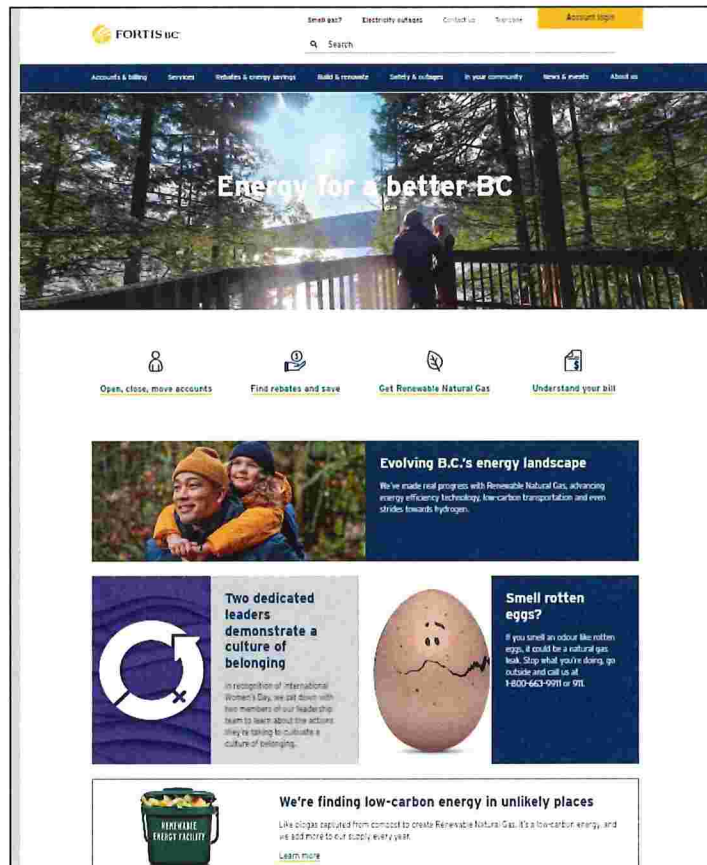 FORTIS BC
Smell gas? Electricity outages Contact us Translate Account login
Search
Accounts & billing Services Rebates & energy savings Build & renovate Safety & outages In your community News & events About us
Energy for a better BC
Open, close, move accounts Find rebates and save Get Renewable Natural Gas Understand your bill
Evolving B.C.'s energy landscape
We've made real progress with Renewable Natural Gas, advancing
energy efficiency technology, low-carbon transportation and even
strides towards hydrogen.
Two dedicated
leaders
demonstrate a
culture of
belonging
In recognition of International
Women's Day, we sat down with
two members of our leadership
team to learn about the actions
they're taking to cultivate a
culture of belonging.
Smell rotten
eggs?
If you smell an odour like rotten
eggs, it could be a natural gas
leak. Stop what you're doing, go
outside and call us at
1-800-663-9911 or 911.
RENEWABLE
ENERGY FACILITY
We're finding low-carbon energy in unlikely places
Like biogas captured from compost to create Renewable Natural Gas. It's a low-carbon energy, and
we add more to our supply every year.
Learn more